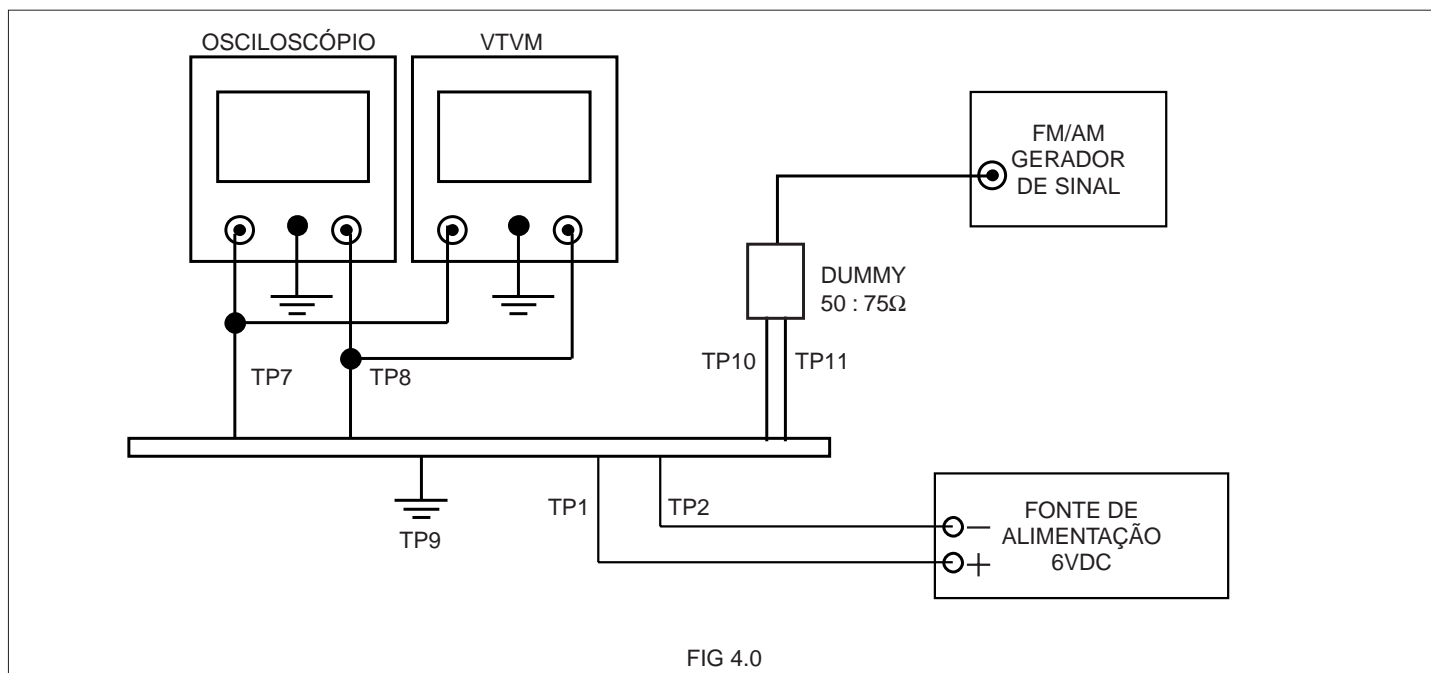 OSCILOSCÓPIO
VTVM
FM/AM
GERADOR
DE SINAL
DUMMY
50 : 75Ω
TP10
TP11
TP7
TP8
TP1
TP2
TP9
FONTE DE
ALIMENTAÇÃO
6VDC
−
+
FIG 4.0